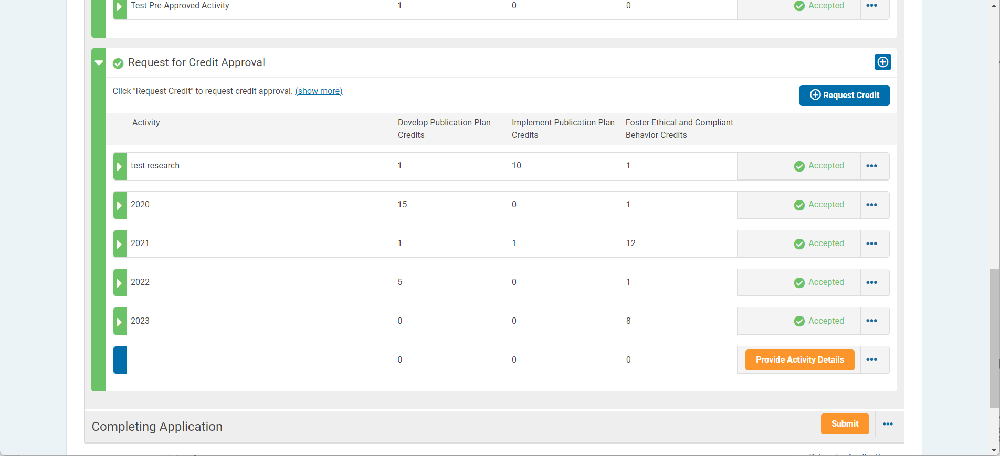 Test Pre-Approved Activity 1 0 0 Accepted
Request for Credit Approval
Click "Request Credit" to request credit approval. (show more)
Request Credit
Activity
Develop Publication Plan Credits
Implement Publication Plan Credits
Foster Ethical and Compliant Behavior Credits
test research 1 10 1 Accepted
2020 15 0 1 Accepted
2021 1 1 12 Accepted
2022 5 0 1 Accepted
2023 0 0 8 Accepted
0 0 0 Provide Activity Details
Completing Application
Submit